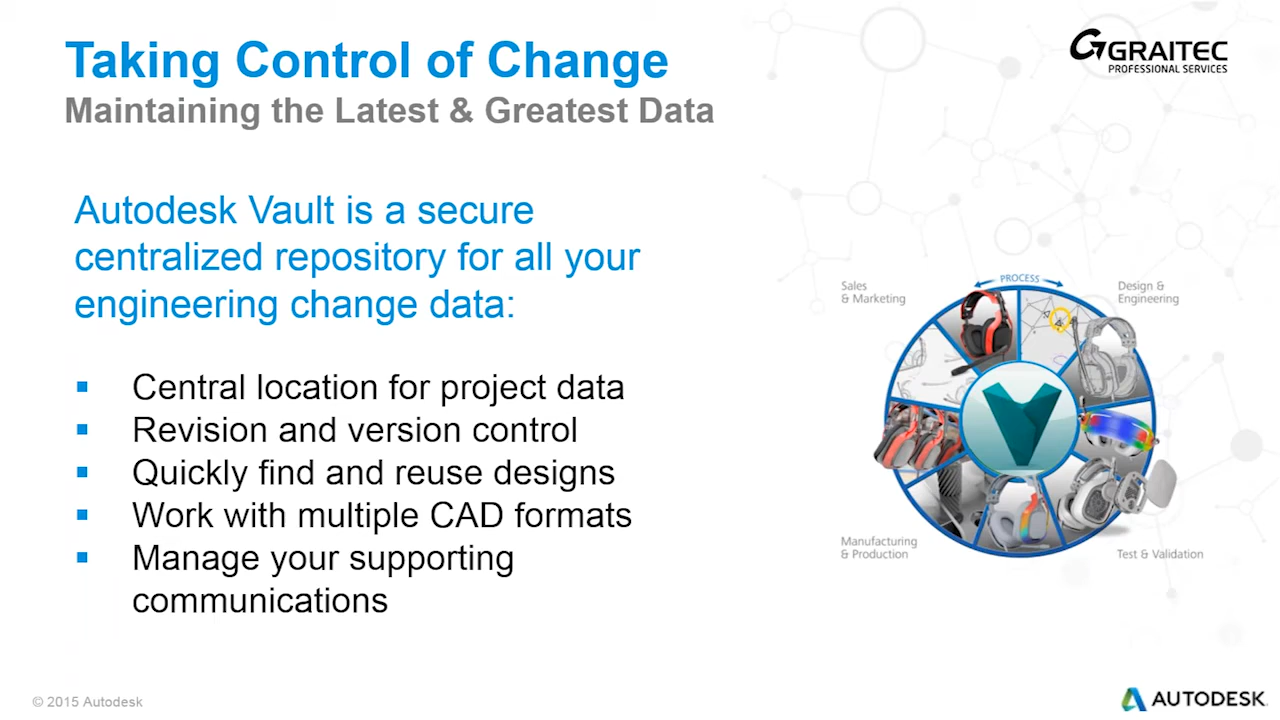 Taking Control of Change
Maintaining the Latest & Greatest Data
GRAITEC
PROFESSIONAL SERVICES
Autodesk Vault is a secure
centralized repository for all your
engineering change data:
▪ Central location for project data
▪ Revision and version control
▪ Quickly find and reuse designs
▪ Work with multiple CAD formats
▪ Manage your supporting
communications
PROCESS
Sales
& Marketing
Design &
Engineering
Manufacturing
& Production
Test & Validation
© 2015 Autodesk
AUTODESK.